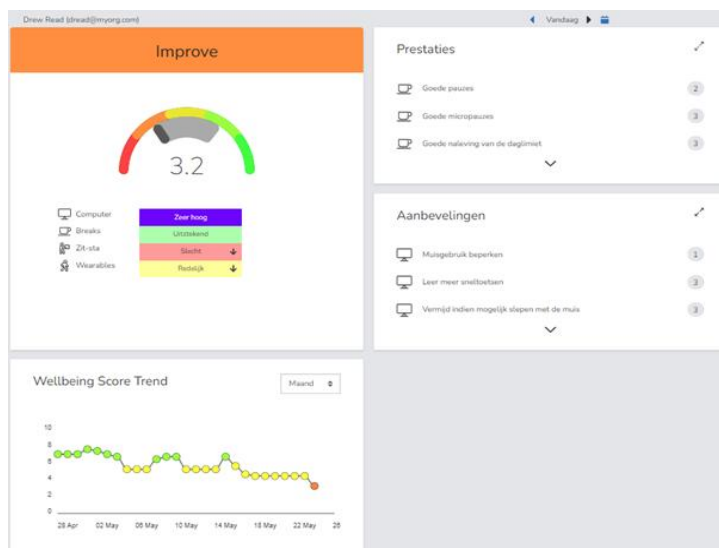 Drew Read (dread@myorg.com)
Vandaag
Improve
3.2
Computer Zeer hoog
Breaks Uitstekend
Zit-sta Slecht
Wearables Redelijk
Prestaties
Goede pauzes 2
Goede micropauzes 3
Goede naleving van de daglimiet 3
Aanbevelingen
Muisgebruik beperken 1
Leer meer sneltoetsen 3
Vermijd indien mogelijk slepen met de muis 3
Wellbeing Score Trend
Maand
10
8
6
4
2
0
28 Apr 02 May 06 May 10 May 14 May 18 May 22 May 26